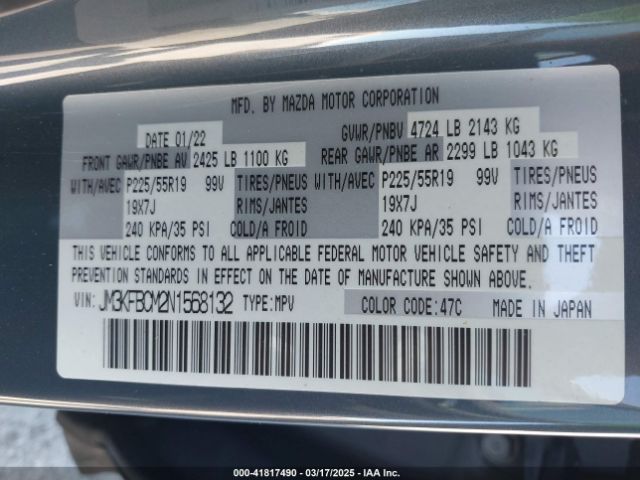 MFD. BY MAZDA MOTOR CORPORATION
DATE 01/22 GVWR/PNBV 4724 LB 2143 KG
FRONT GAWR/PNBE AV 2425 LB 1100 KG REAR GAWR/PNBE AR 2299 LB 1043 KG
WITH/AVEC P225/55R19 99V TIRES/PNEUS WITH/AVEC P225/55R19 99V TIRES/PNEUS
19X7J RIMS/JANTES 19X7J RIMS/JANTES
240 KPA/35 PSI COLD/A FROID 240 KPA/35 PSI COLD/A FROID
THIS VEHICLE CONFORMS TO ALL APPLICABLE FEDERAL MOTOR VEHICLE SAFETY AND THEFT
PREVENTION STANDARDS IN EFFECT ON THE DATE OF MANUFACTURE SHOWN ABOVE.
VIN: JM3KFBCM2N1568132 TYPE:MPV COLOR CODE:47C MADE IN JAPAN
000-41817490 - 03/17/2025 - IAA Inc.